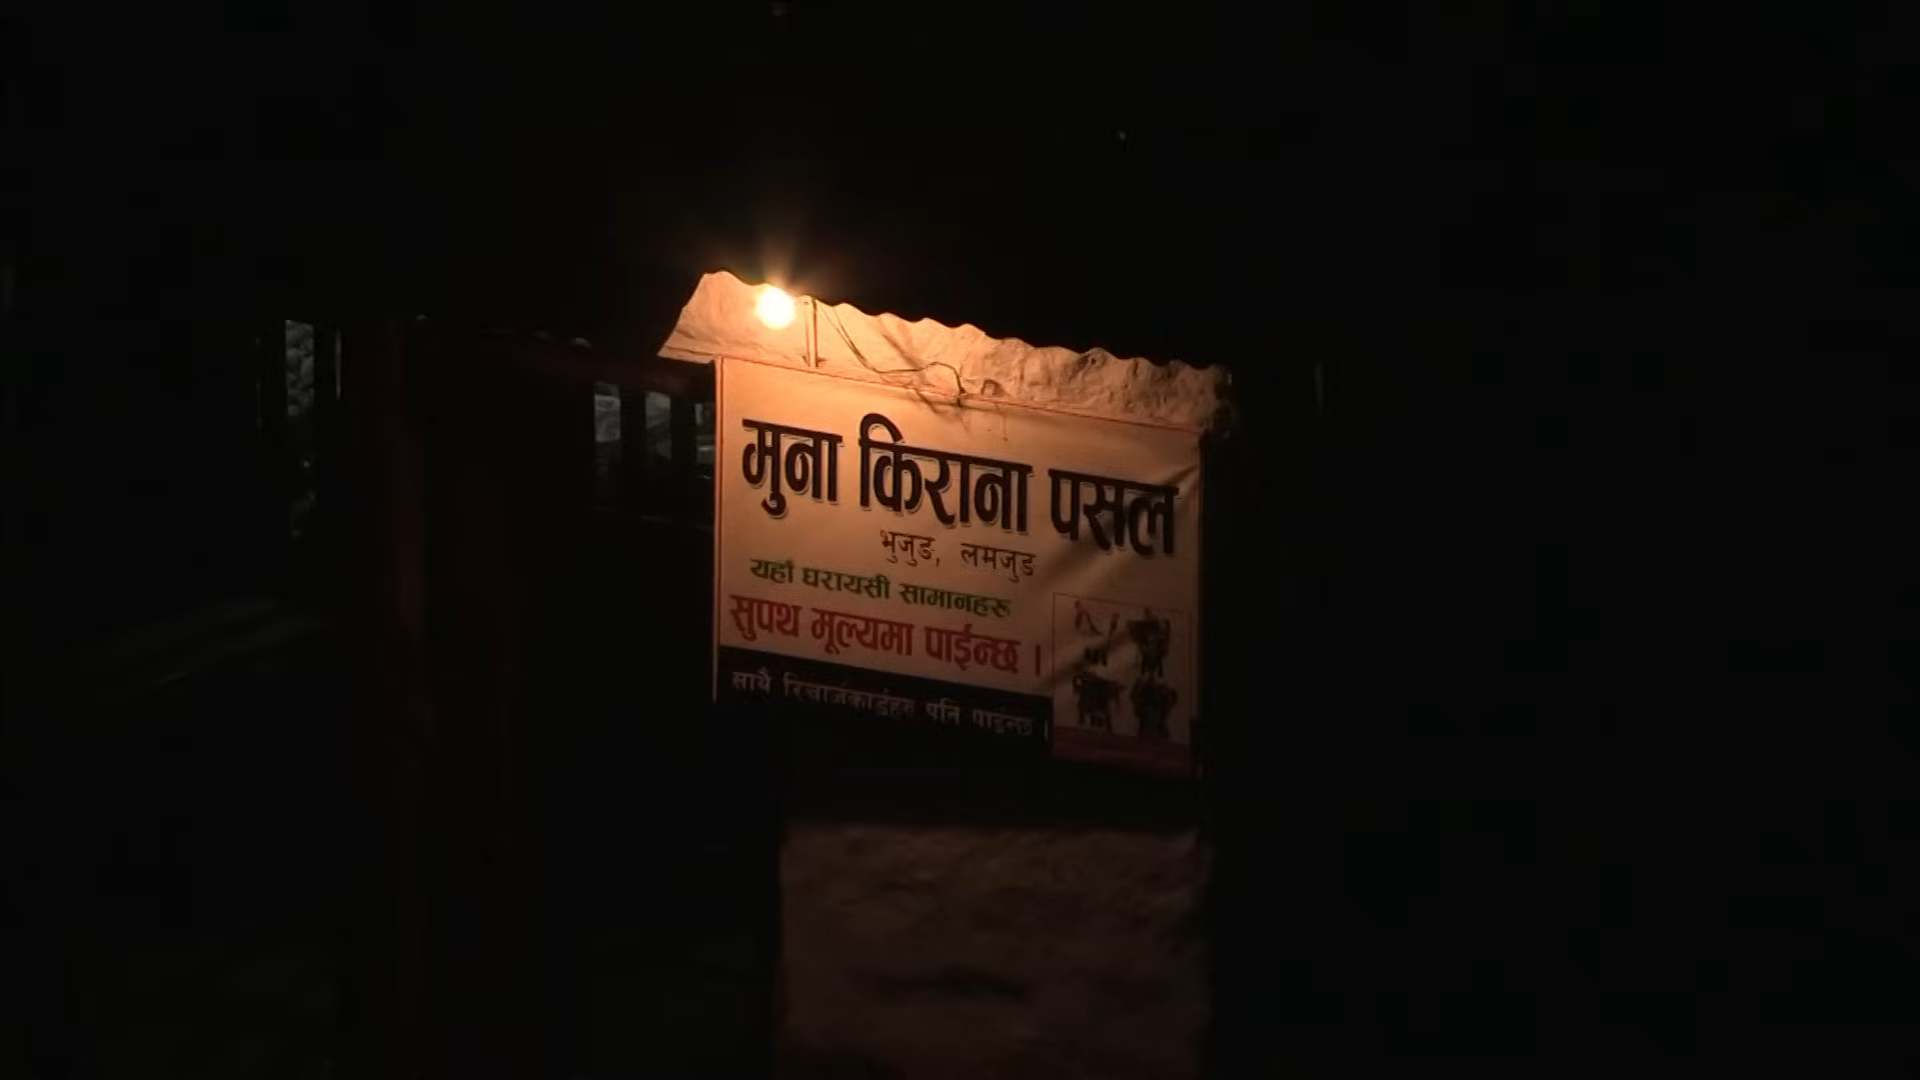 मुना किराना पसल
भुजुङ, लमजुङ
यहाँ घरायसी सामानहरु
सुपथ मूल्यमा पाईन्छ ।
साथै रिचार्जकार्डहरु पनि पाईन्छ ।